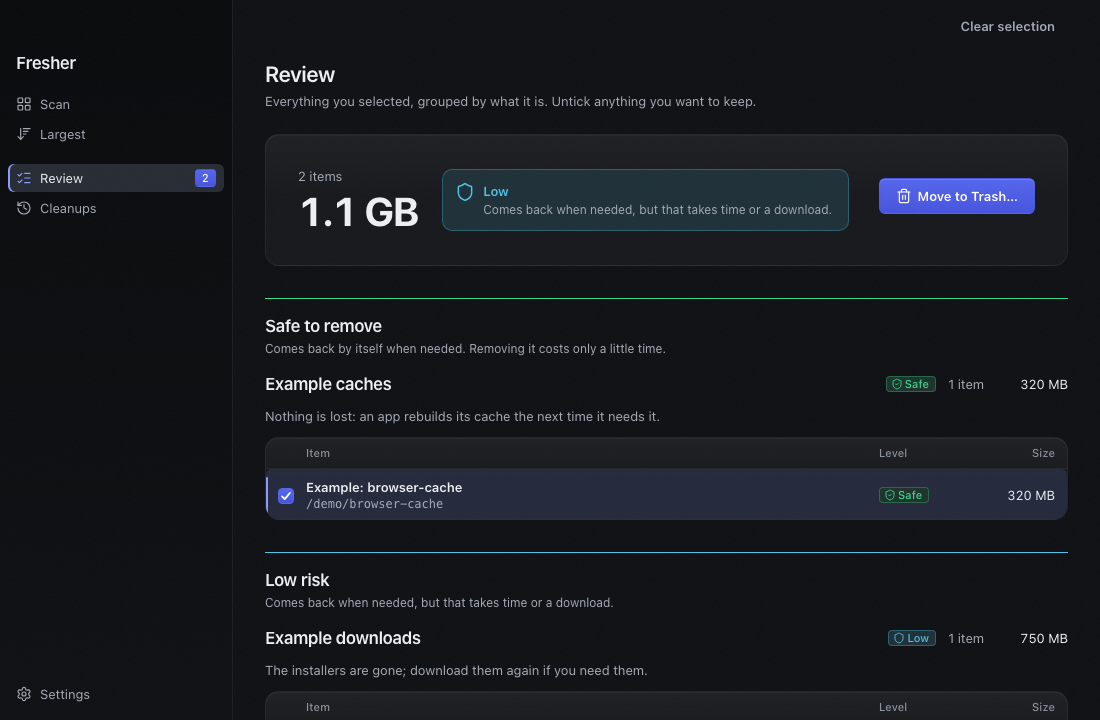 Clear selection
Fresher
Scan
Largest
Review 2
Cleanups
Settings
Review
Everything you selected, grouped by what it is. Untick anything you want to keep.
2 items
1.1 GB
Low
Comes back when needed, but that takes time or a download.
Move to Trash...
Safe to remove
Comes back by itself when needed. Removing it costs only a little time.
Example caches Safe 1 item 320 MB
Nothing is lost: an app rebuilds its cache the next time it needs it.
Item Level Size
Example: browser-cache Safe 320 MB
/demo/browser-cache
Low risk
Comes back when needed, but that takes time or a download.
Example downloads Low 1 item 750 MB
The installers are gone; download them again if you need them.
Item Level Size